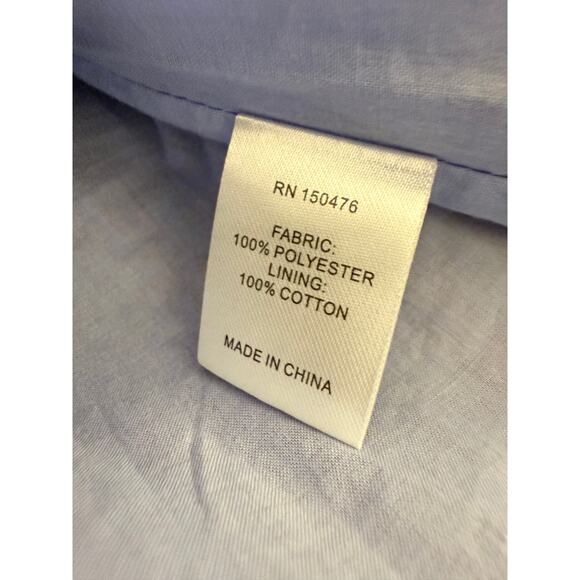 RN 150476
FABRIC:
100% POLYESTER
LINING:
100% COTTON
MADE IN CHINA